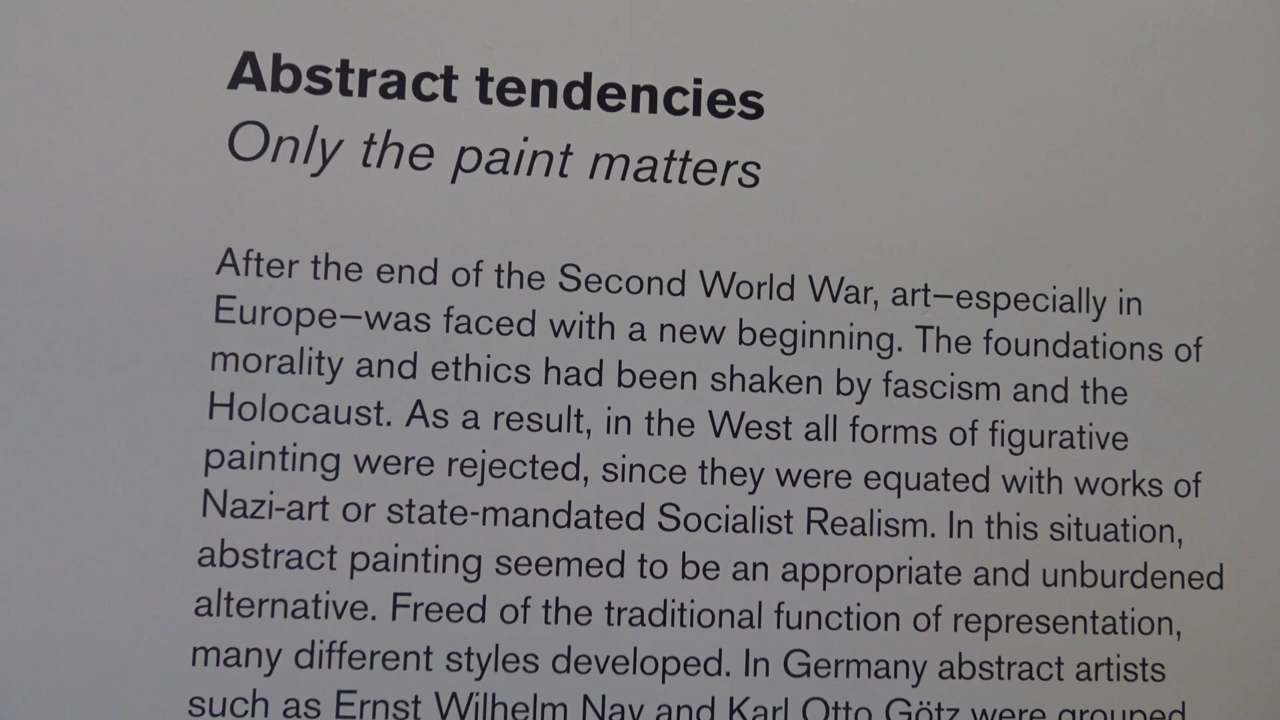 Abstract tendencies
Only the paint matters
After the end of the Second World War, art—especially in
Europe—was faced with a new beginning. The foundations of
morality and ethics had been shaken by fascism and the
Holocaust. As a result, in the West all forms of figurative
painting were rejected, since they were equated with works of
Nazi-art or state-mandated Socialist Realism. In this situation,
abstract painting seemed to be an appropriate and unburdened
alternative. Freed of the traditional function of representation,
many different styles developed. In Germany abstract artists
such as Ernst Wilhelm Nay and Karl Otto Götz were grouped